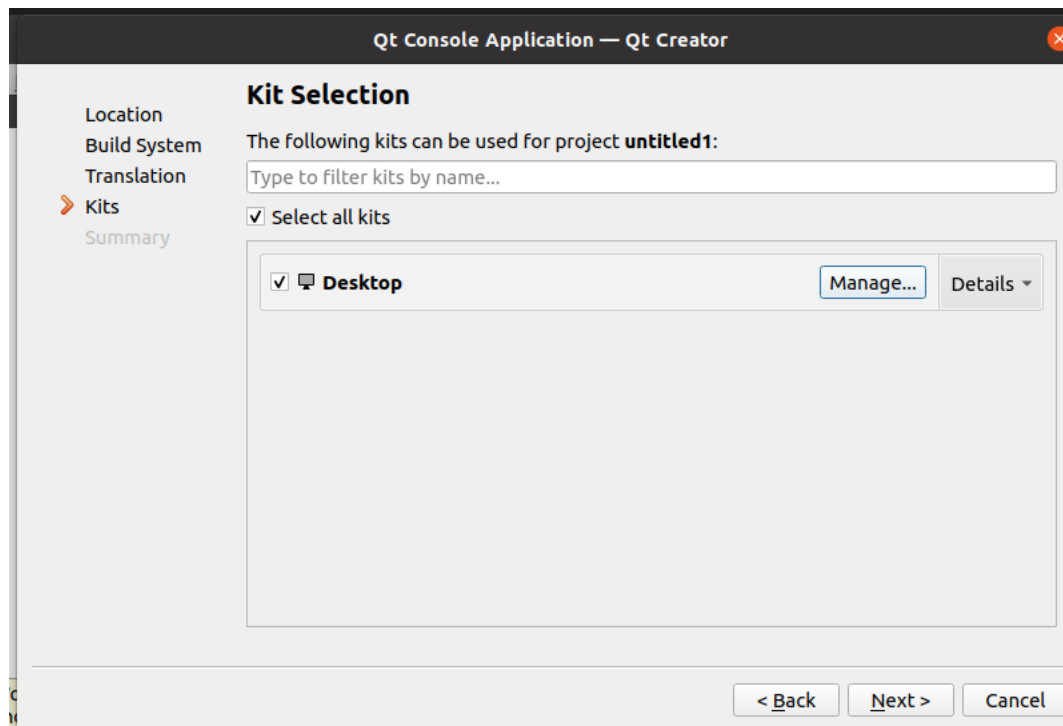 Qt Console Application — Qt Creator
Location
Build System
Translation
Kits
Summary
Kit Selection
The following kits can be used for project untitled1:
Type to filter kits by name...
Select all kits
Desktop
Manage...
Details
< Back
Next >
Cancel